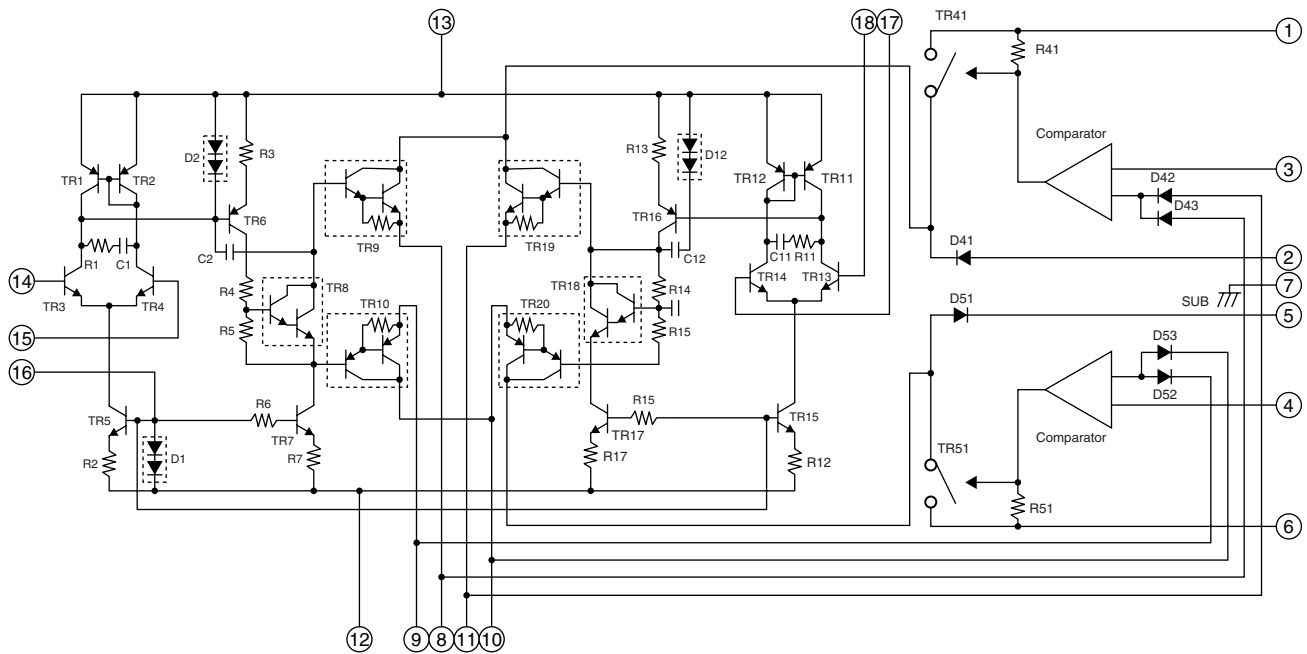 13
18
17
TR41
1
R41
Comparator
D2
R3
R13
D12
3
TR1
TR2
TR12
TR11
D42
D43
TR6
TR9
TR19
TR16
R1
C1
C2
C12
C11
R11
D41
2
14
TR3
TR4
R4
TR8
TR10
TR20
TR18
R14
TR14
TR13
7
SUB
D51
5
15
R5
R15
D53
16
D52
4
R6
R15
TR5
TR7
TR17
TR15
Comparator
R2
D1
R7
R17
R12
TR51
R51
6
12
9
8
11
10